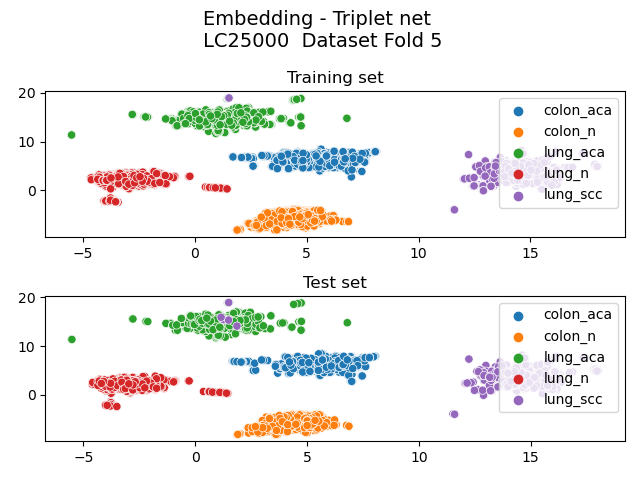 Embedding - Triplet net
LC25000  Dataset Fold 5
Training set
20
10
0
−5
0
5
10
15
colon_aca
colon_n
lung_aca
lung_n
lung_scc
Test set
20
10
0
−5
0
5
10
15
colon_aca
colon_n
lung_aca
lung_n
lung_scc